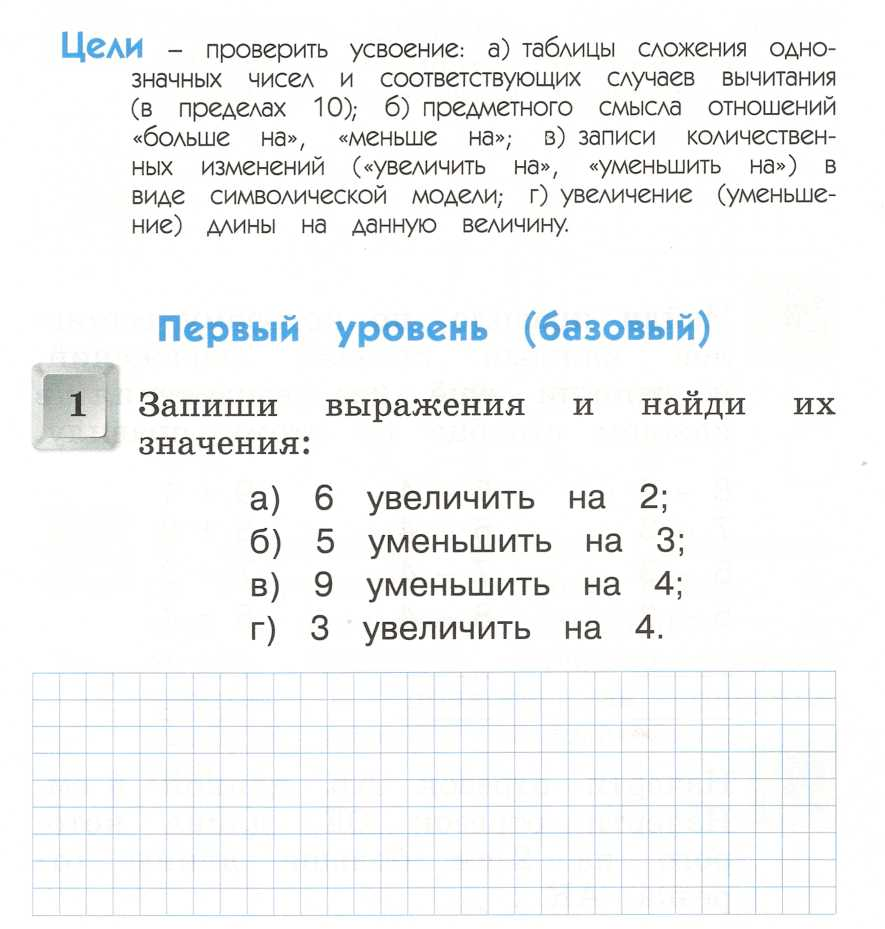 Цели – проверить усвоение: а) таблицы сложения одно-
значных чисел и соответствующих случаев вычитания
(в пределах 10); б) предметного смысла отношений
«больше на», «меньше на»; в) записи количествен-
ных изменений («увеличить на», «уменьшить на») в
виде символической модели; г) увеличение (уменьше-
ние) длины на данную величину.
Первый уровень (базовый)
1 Запиши выражения и найди их
значения:
а) 6 увеличить на 2;
б) 5 уменьшить на 3;
в) 9 уменьшить на 4;
г) 3 увеличить на 4.